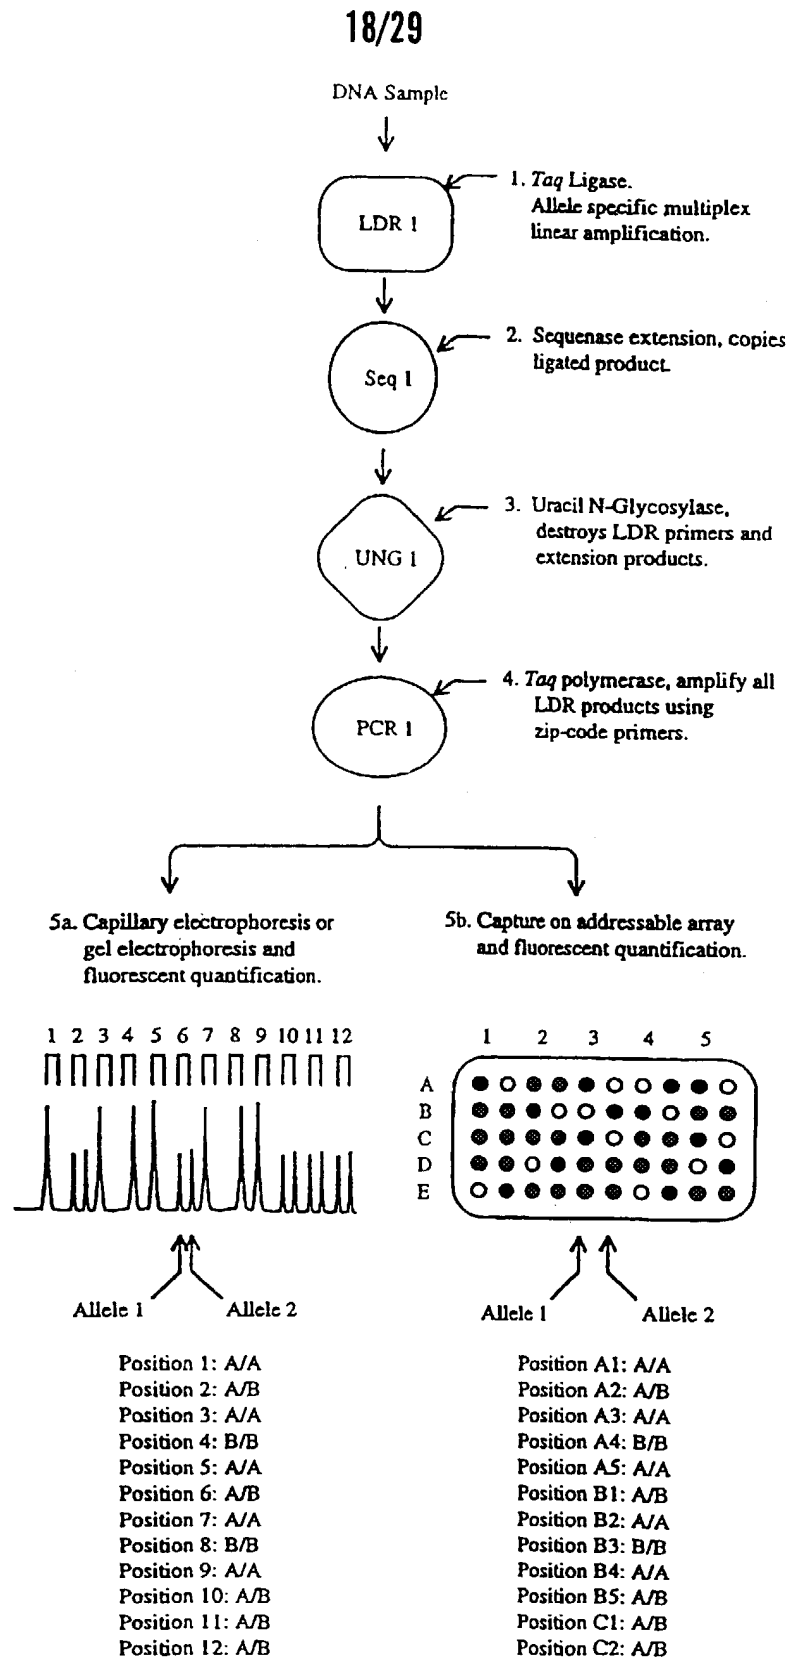 18/29
DNA Sample
LDR 1
1. Taq Ligase.
Allele specific multiplex
linear amplification.
Seq 1
2. Sequenase extension, copies
ligated product.
UNG 1
3. Uracil N-Glycosylase,
destroys LDR primers and
extension products.
PCR 1
4. Taq polymerase, amplify all
LDR products using
zip-code primers.
5a. Capillary electrophoresis or
gel electrophoresis and
fluorescent quantification.
1 2 3 4 5 6 7 8 9 10 11 12
Allele 1
Allele 2
Position 1: A/A
Position 2: A/B
Position 3: A/A
Position 4: B/B
Position 5: A/A
Position 6: A/B
Position 7: A/A
Position 8: B/B
Position 9: A/A
Position 10: A/B
Position 11: A/B
Position 12: A/B
5b. Capture on addressable array
and fluorescent quantification.
1 2 3 4 5
A
B
C
D
E
Allele 1
Allele 2
Position A1: A/A
Position A2: A/B
Position A3: A/A
Position A4: B/B
Position A5: A/A
Position B1: A/B
Position B2: A/A
Position B3: B/B
Position B4: A/A
Position B5: A/B
Position C1: A/B
Position C2: A/B